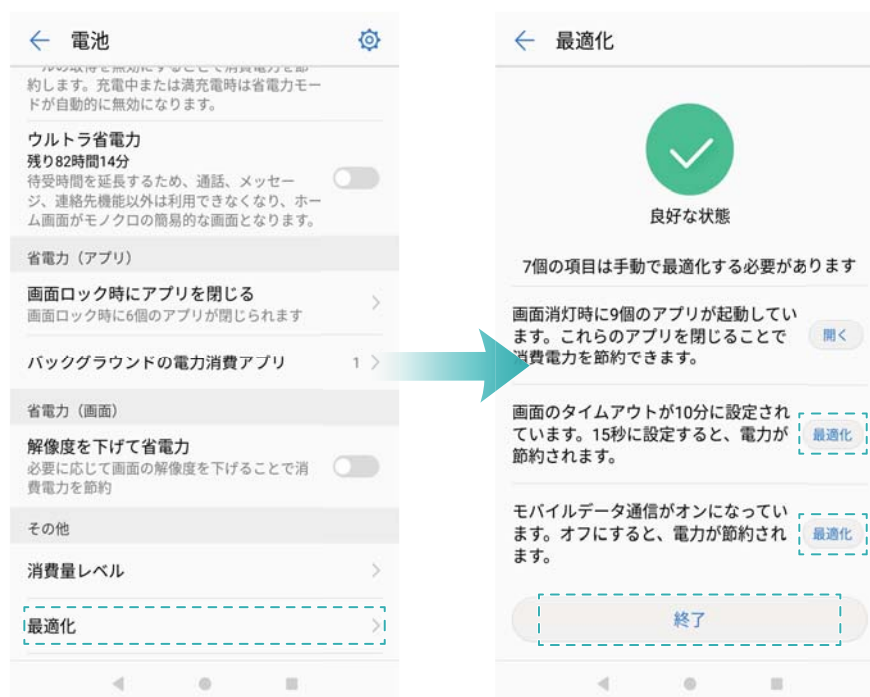 電池
約します。充電中または満充電時は省電力モー
ドが自動的に無効になります。
ウルトラ省電力
残り82時間14分
待受時間を延長するため、通話、メッセー
ジ、連絡先機能以外は利用できなくなり、ホー
ム画面がモノクロの簡易的な画面となります。
省電力（アプリ）
画面ロック時にアプリを閉じる
画面ロック時に6個のアプリが閉じられます
バックグラウンドの電力消費アプリ 1
省電力（画面）
解像度を下げて省電力
必要に応じて画面の解像度を下げることで消
費電力を節約
その他
消費量レベル
最適化
最適化
良好な状態
7個の項目は手動で最適化する必要があります
画面消灯時に9個のアプリが起動してい
ます。これらのアプリを閉じることで
消費電力を節約できます。
開く
画面のタイムアウトが10分に設定され
ています。15秒に設定すると、電力が
節約されます。
最適化
モバイルデータ通信がオンになってい
ます。オフにすると、電力が節約され
ます。
最適化
終了